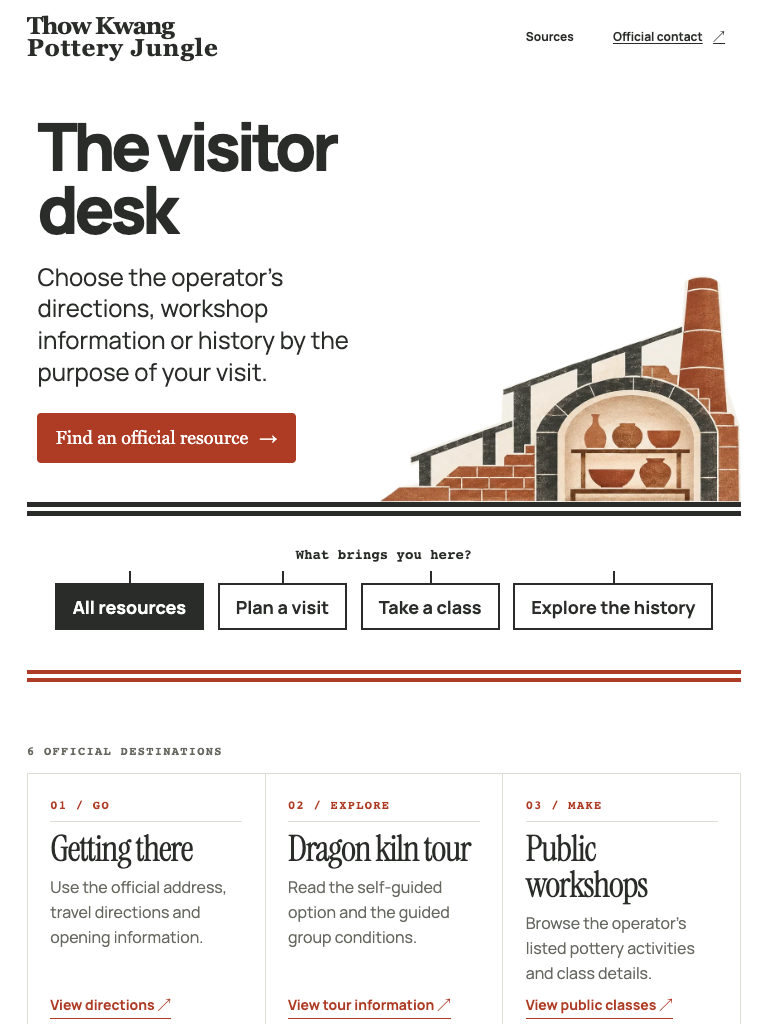 Thow Kwang
Pottery Jungle
Sources
Official contact ↗
The visitor
desk
Choose the operator's
directions, workshop
information or history by the
purpose of your visit.
Find an official resource →
What brings you here?
All resources
Plan a visit
Take a class
Explore the history
6 OFFICIAL DESTINATIONS
01 / GO
Getting there
Use the official address,
travel directions and
opening information.
View directions ↗
02 / EXPLORE
Dragon kiln tour
Read the self-guided
option and the guided
group conditions.
View tour information ↗
03 / MAKE
Public
workshops
Browse the operator's
listed pottery activities
and class details.
View public classes ↗